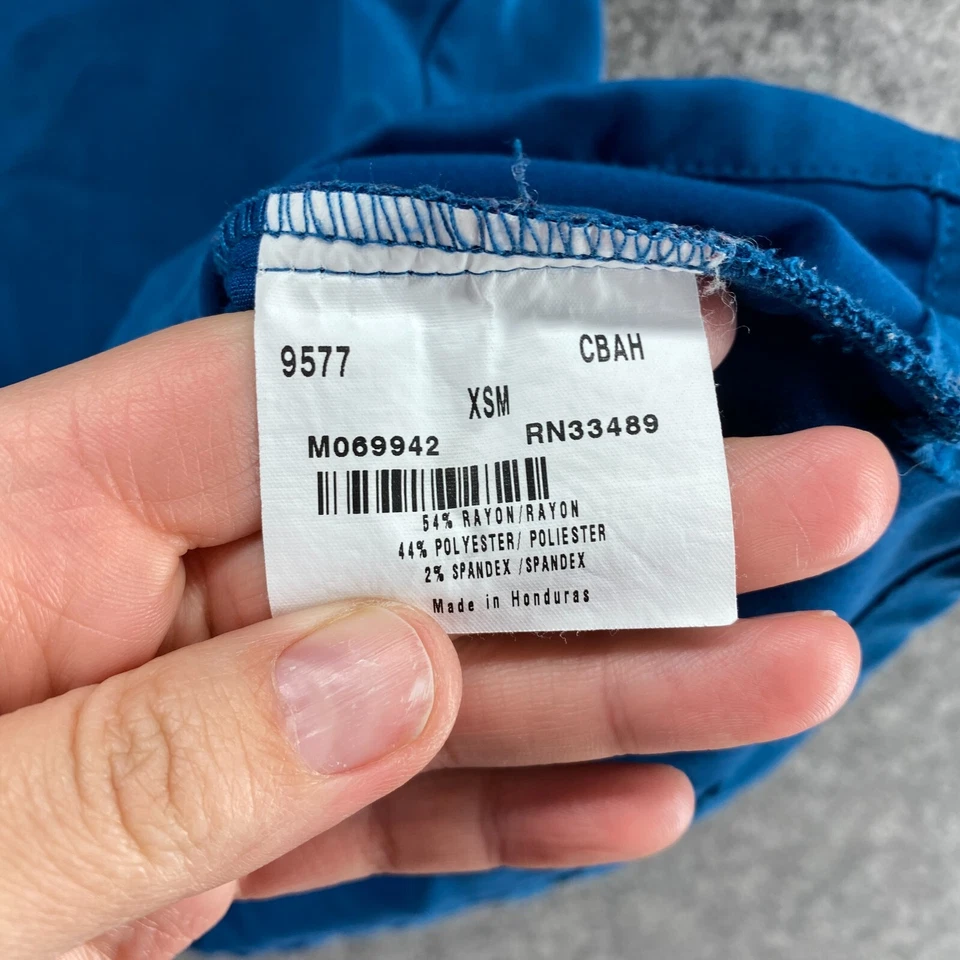 9577 CBAH
XSM
M069942 RN33489
54% RAYON/RAYON
44% POLYESTER/ POLIESTER
2% SPANDEX /SPANDEX
Made in Honduras